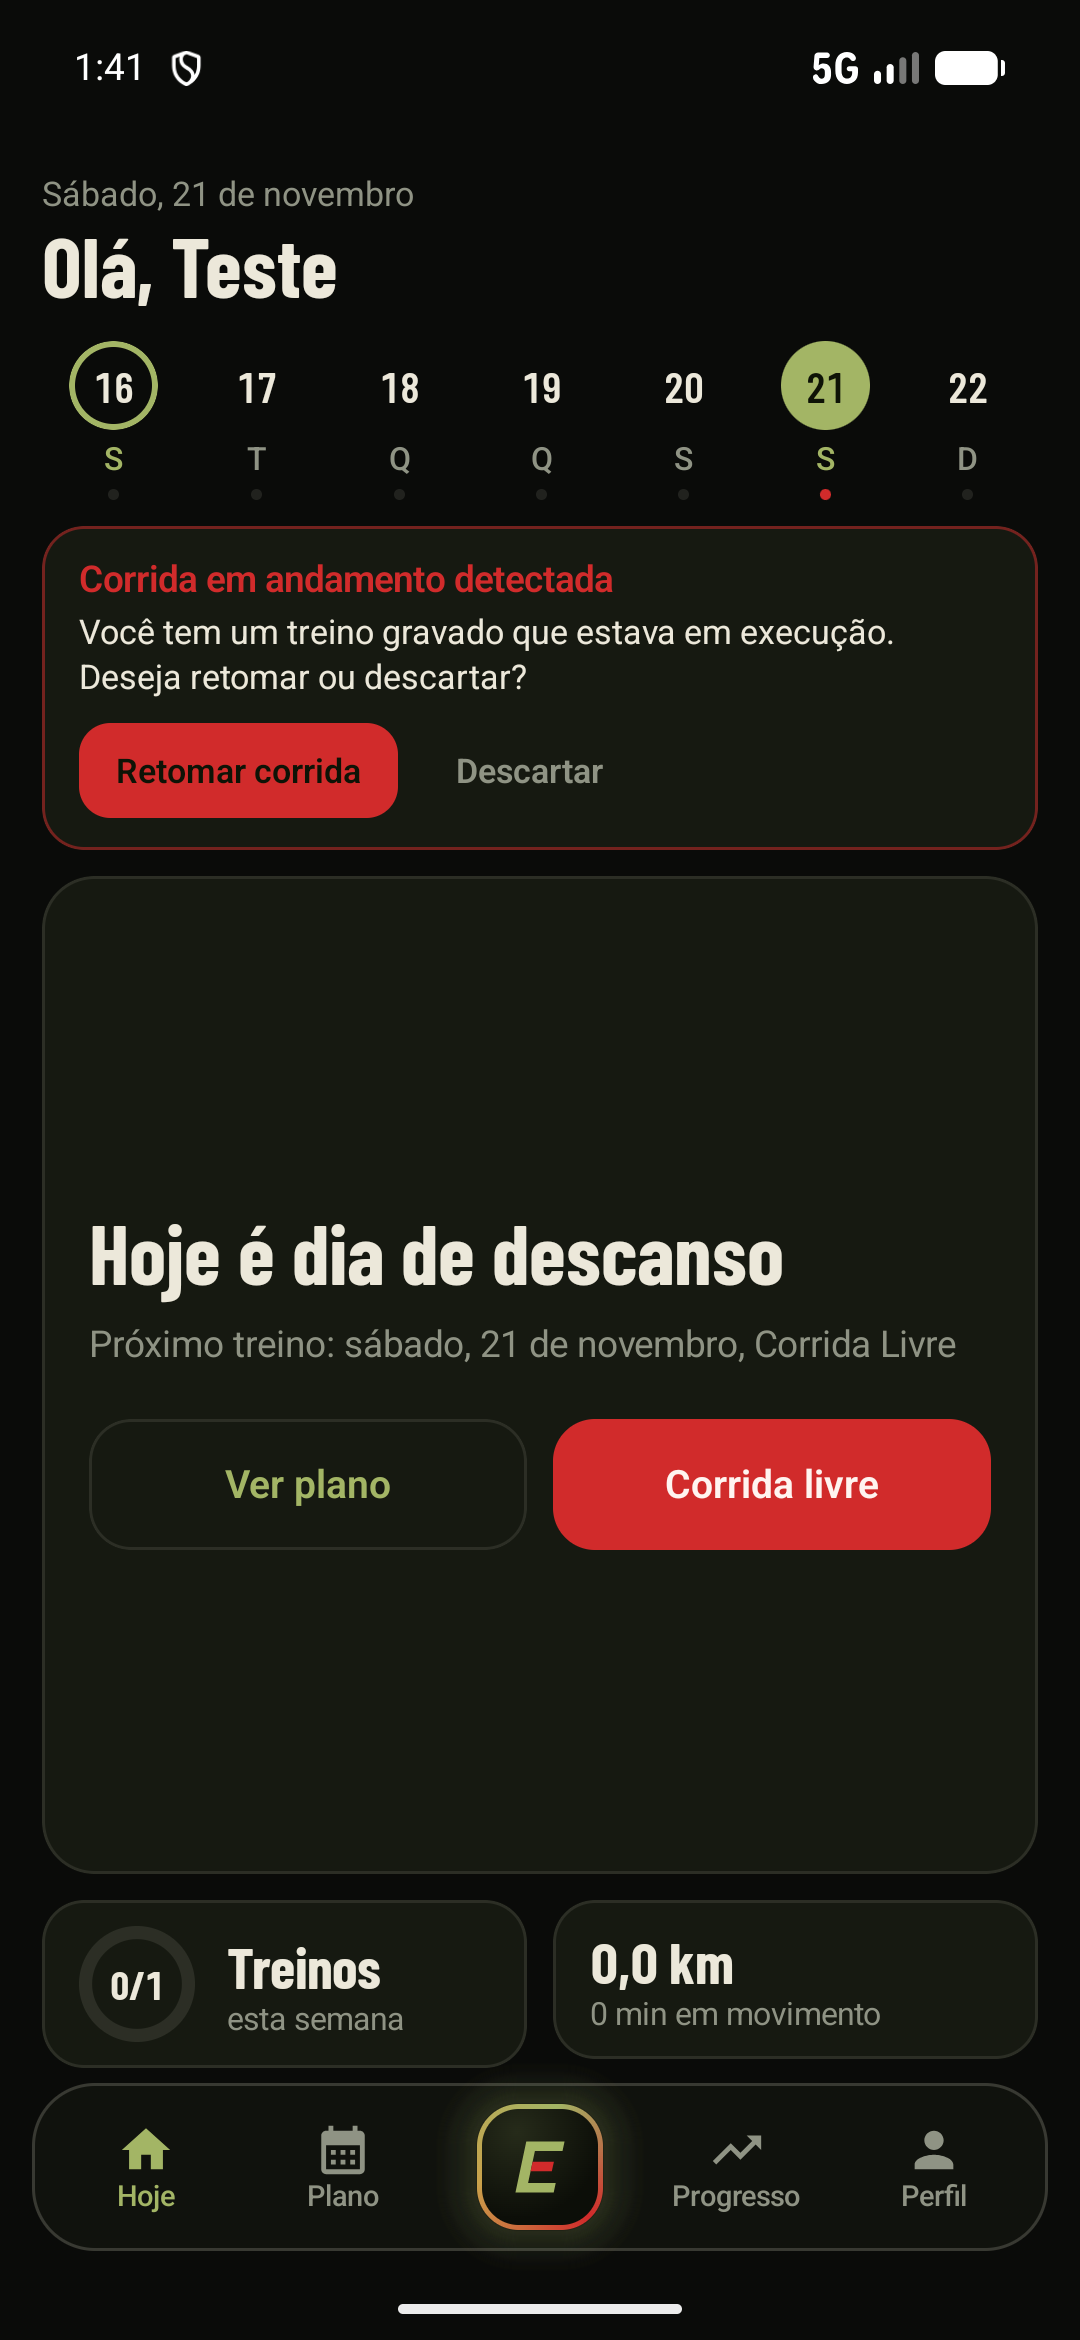 1:41
5G
Sábado, 21 de novembro
Olá, Teste
16 17 18 19 20 21 22
S T Q Q S S D
Corrida em andamento detectada
Você tem um treino gravado que estava em execução.
Deseja retomar ou descartar?
Retomar corrida Descartar
Hoje é dia de descanso
Próximo treino: sábado, 21 de novembro, Corrida Livre
Ver plano Corrida livre
0/1 Treinos
esta semana
0,0 km
0 min em movimento
E
Hoje Plano Progresso Perfil